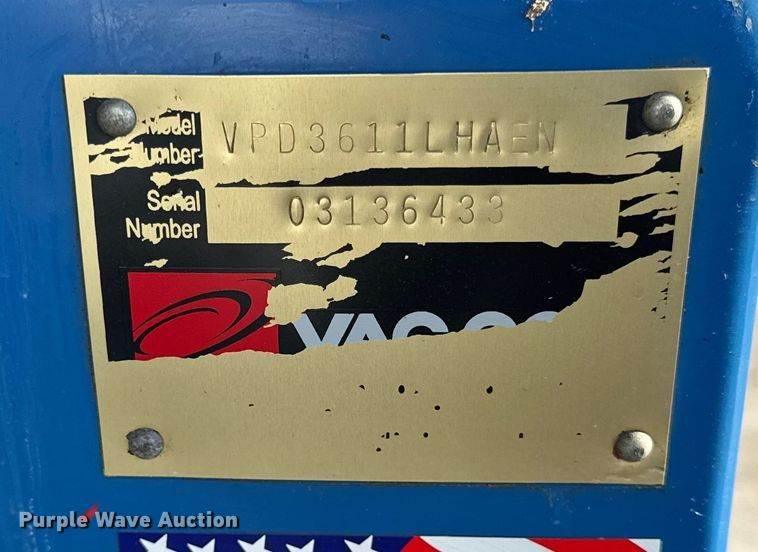 Model
Number
VPD3611LHAEN
Serial
Number
03136433
Purple Wave Auction